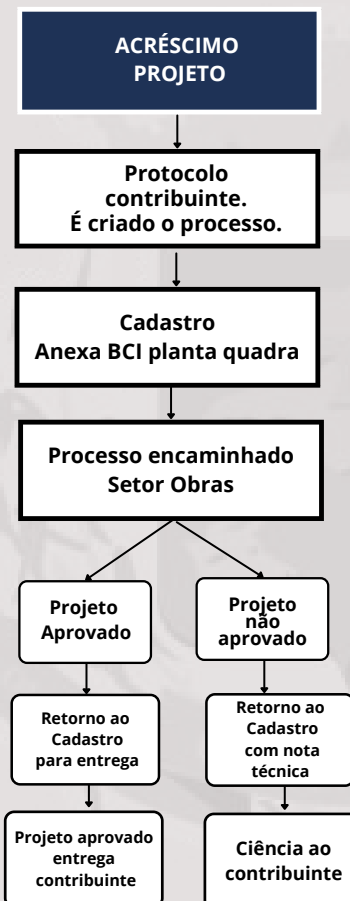 ACRÉSCIMO
PROJETO
Protocolo
contribuinte.
É criado o processo.
Cadastro
Anexa BCI planta quadra
Processo encaminhado
Setor Obras
Projeto
Aprovado
Projeto
não
aprovado
Retorno ao
Cadastro
para entrega
Retorno ao
Cadastro
com nota
técnica
Projeto aprovado
entrega
contribuinte
Ciência ao
contribuinte